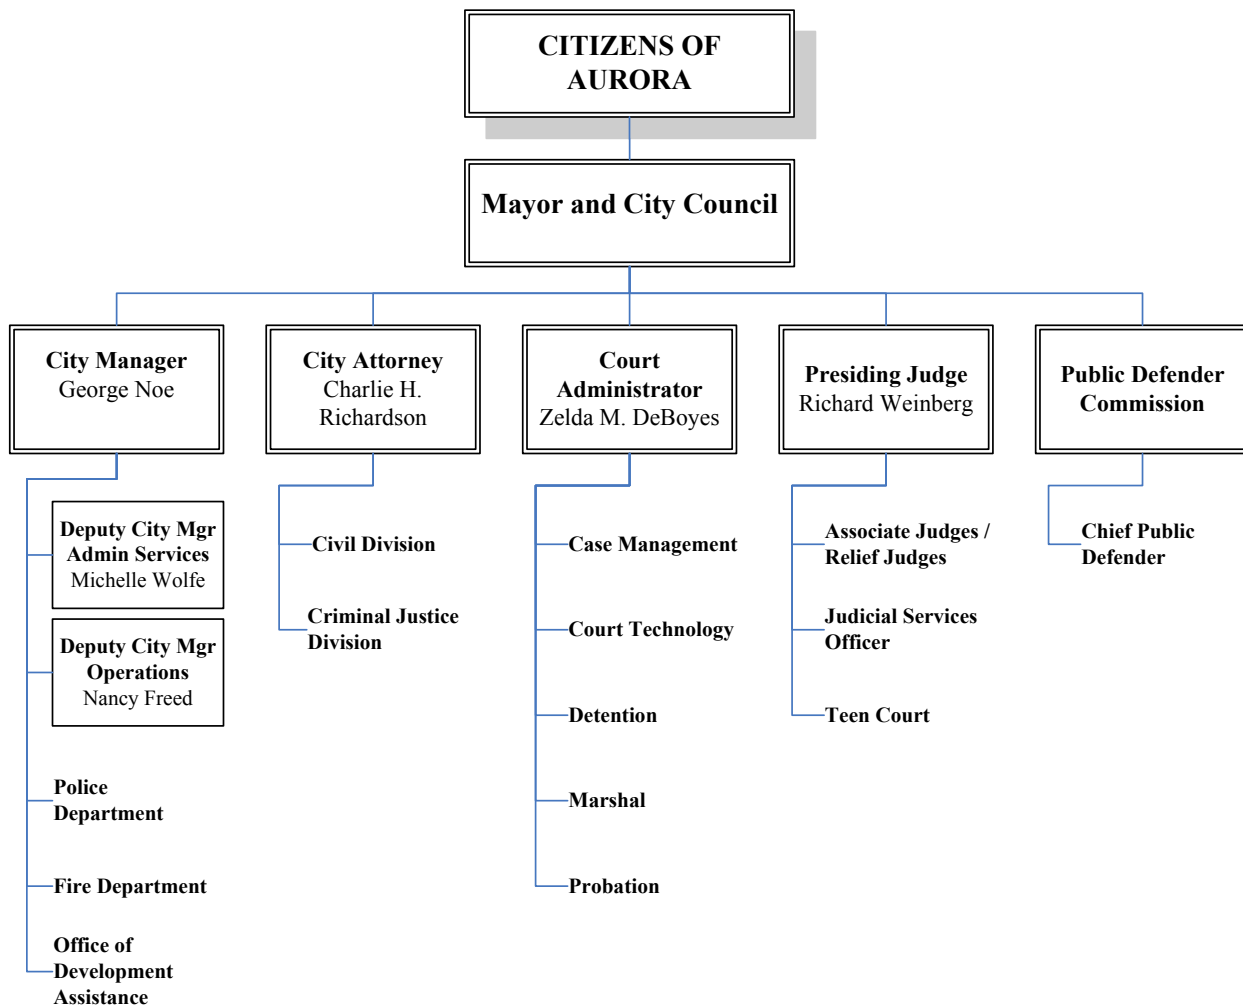 CITIZENS OF
AURORA
Mayor and City Council
City Manager
George Noe
City Attorney
Charlie H.
Richardson
Court
Administrator
Zelda M. DeBoyes
Presiding Judge
Richard Weinberg
Public Defender
Commission
Deputy City Mgr
Admin Services
Michelle Wolfe
Deputy City Mgr
Operations
Nancy Freed
Police
Department
Fire Department
Office of
Development
Assistance
Civil Division
Criminal Justice
Division
Case Management
Court Technology
Detention
Marshal
Probation
Associate Judges /
Relief Judges
Judicial Services
Officer
Teen Court
Chief Public
Defender